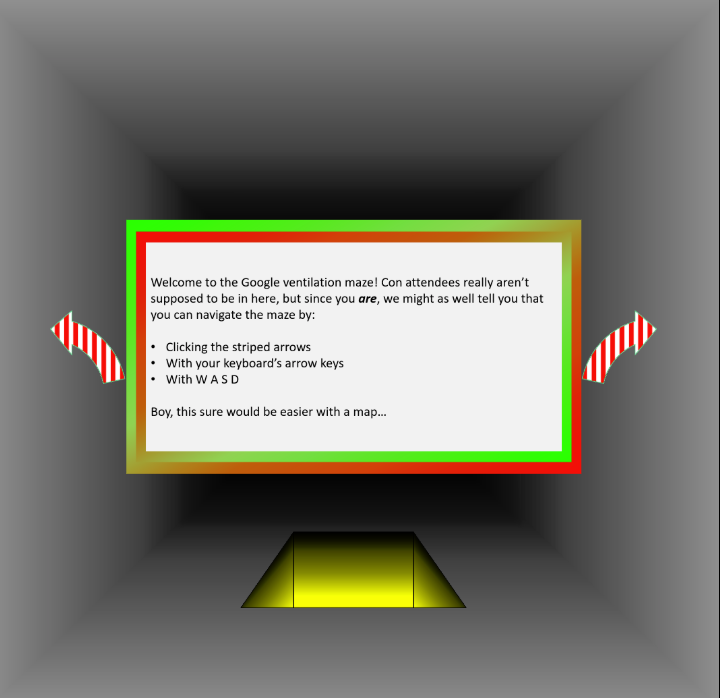 Welcome to the Google ventilation maze! Con attendees really aren’t
supposed to be in here, but since you are, we might as well tell you that
you can navigate the maze by:
• Clicking the striped arrows
• With your keyboard’s arrow keys
• With W A S D
Boy, this sure would be easier with a map…